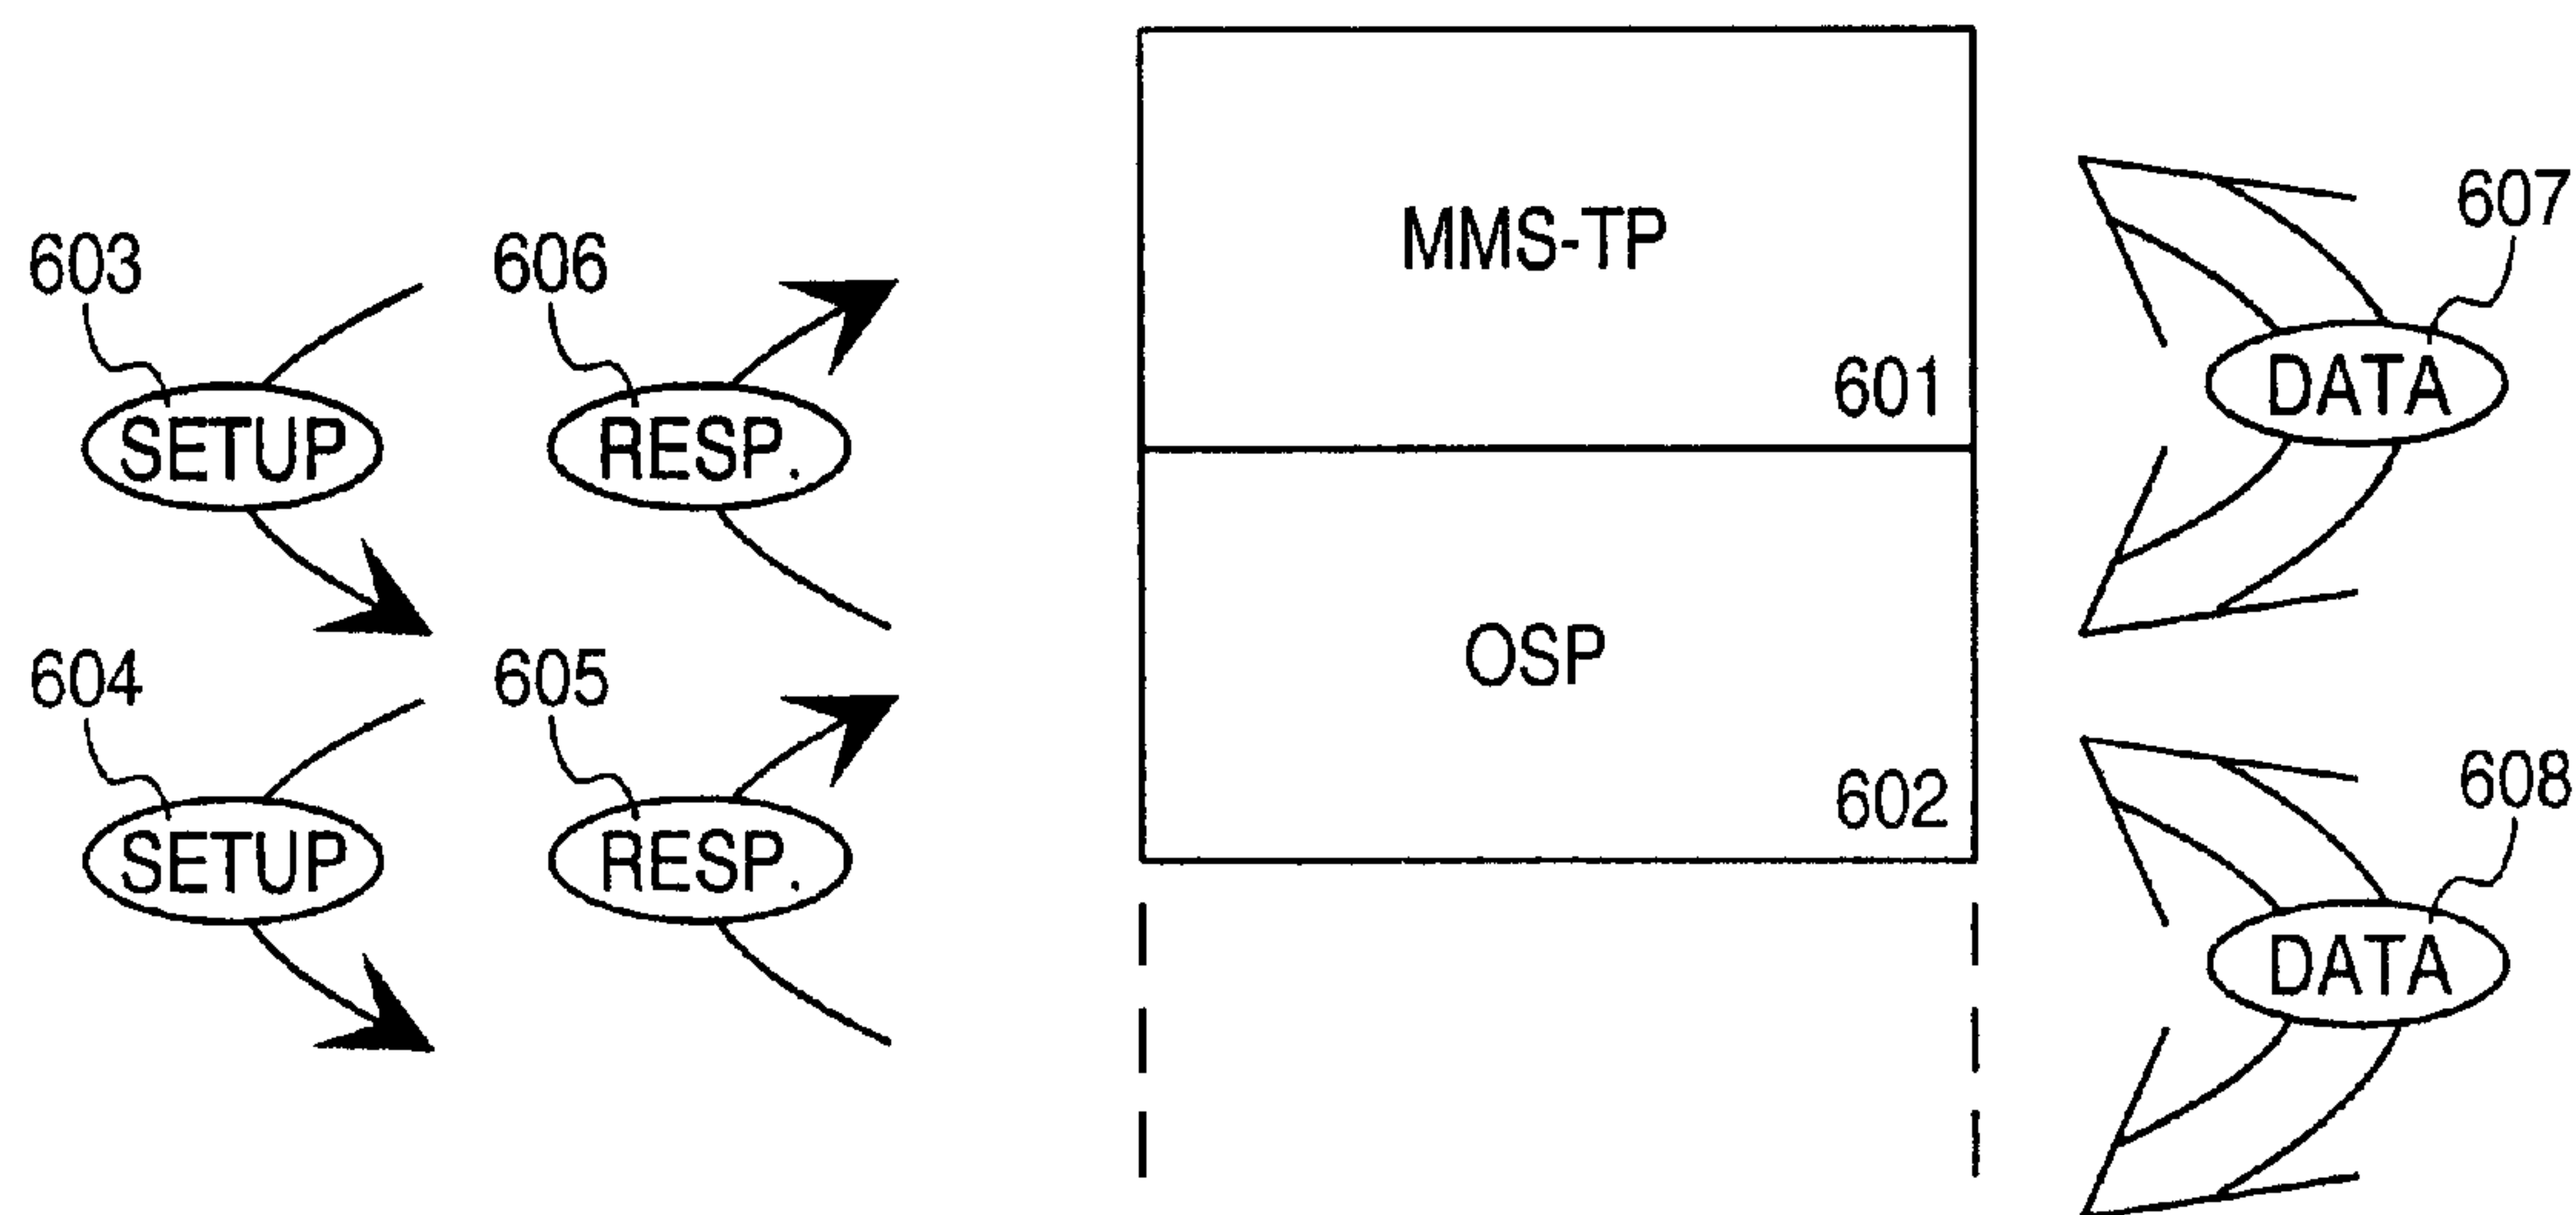 603
SETUP
606
RESP.
604
SETUP
605
RESP.
MMS-TP
601
OSP
602
607
DATA
608
DATA